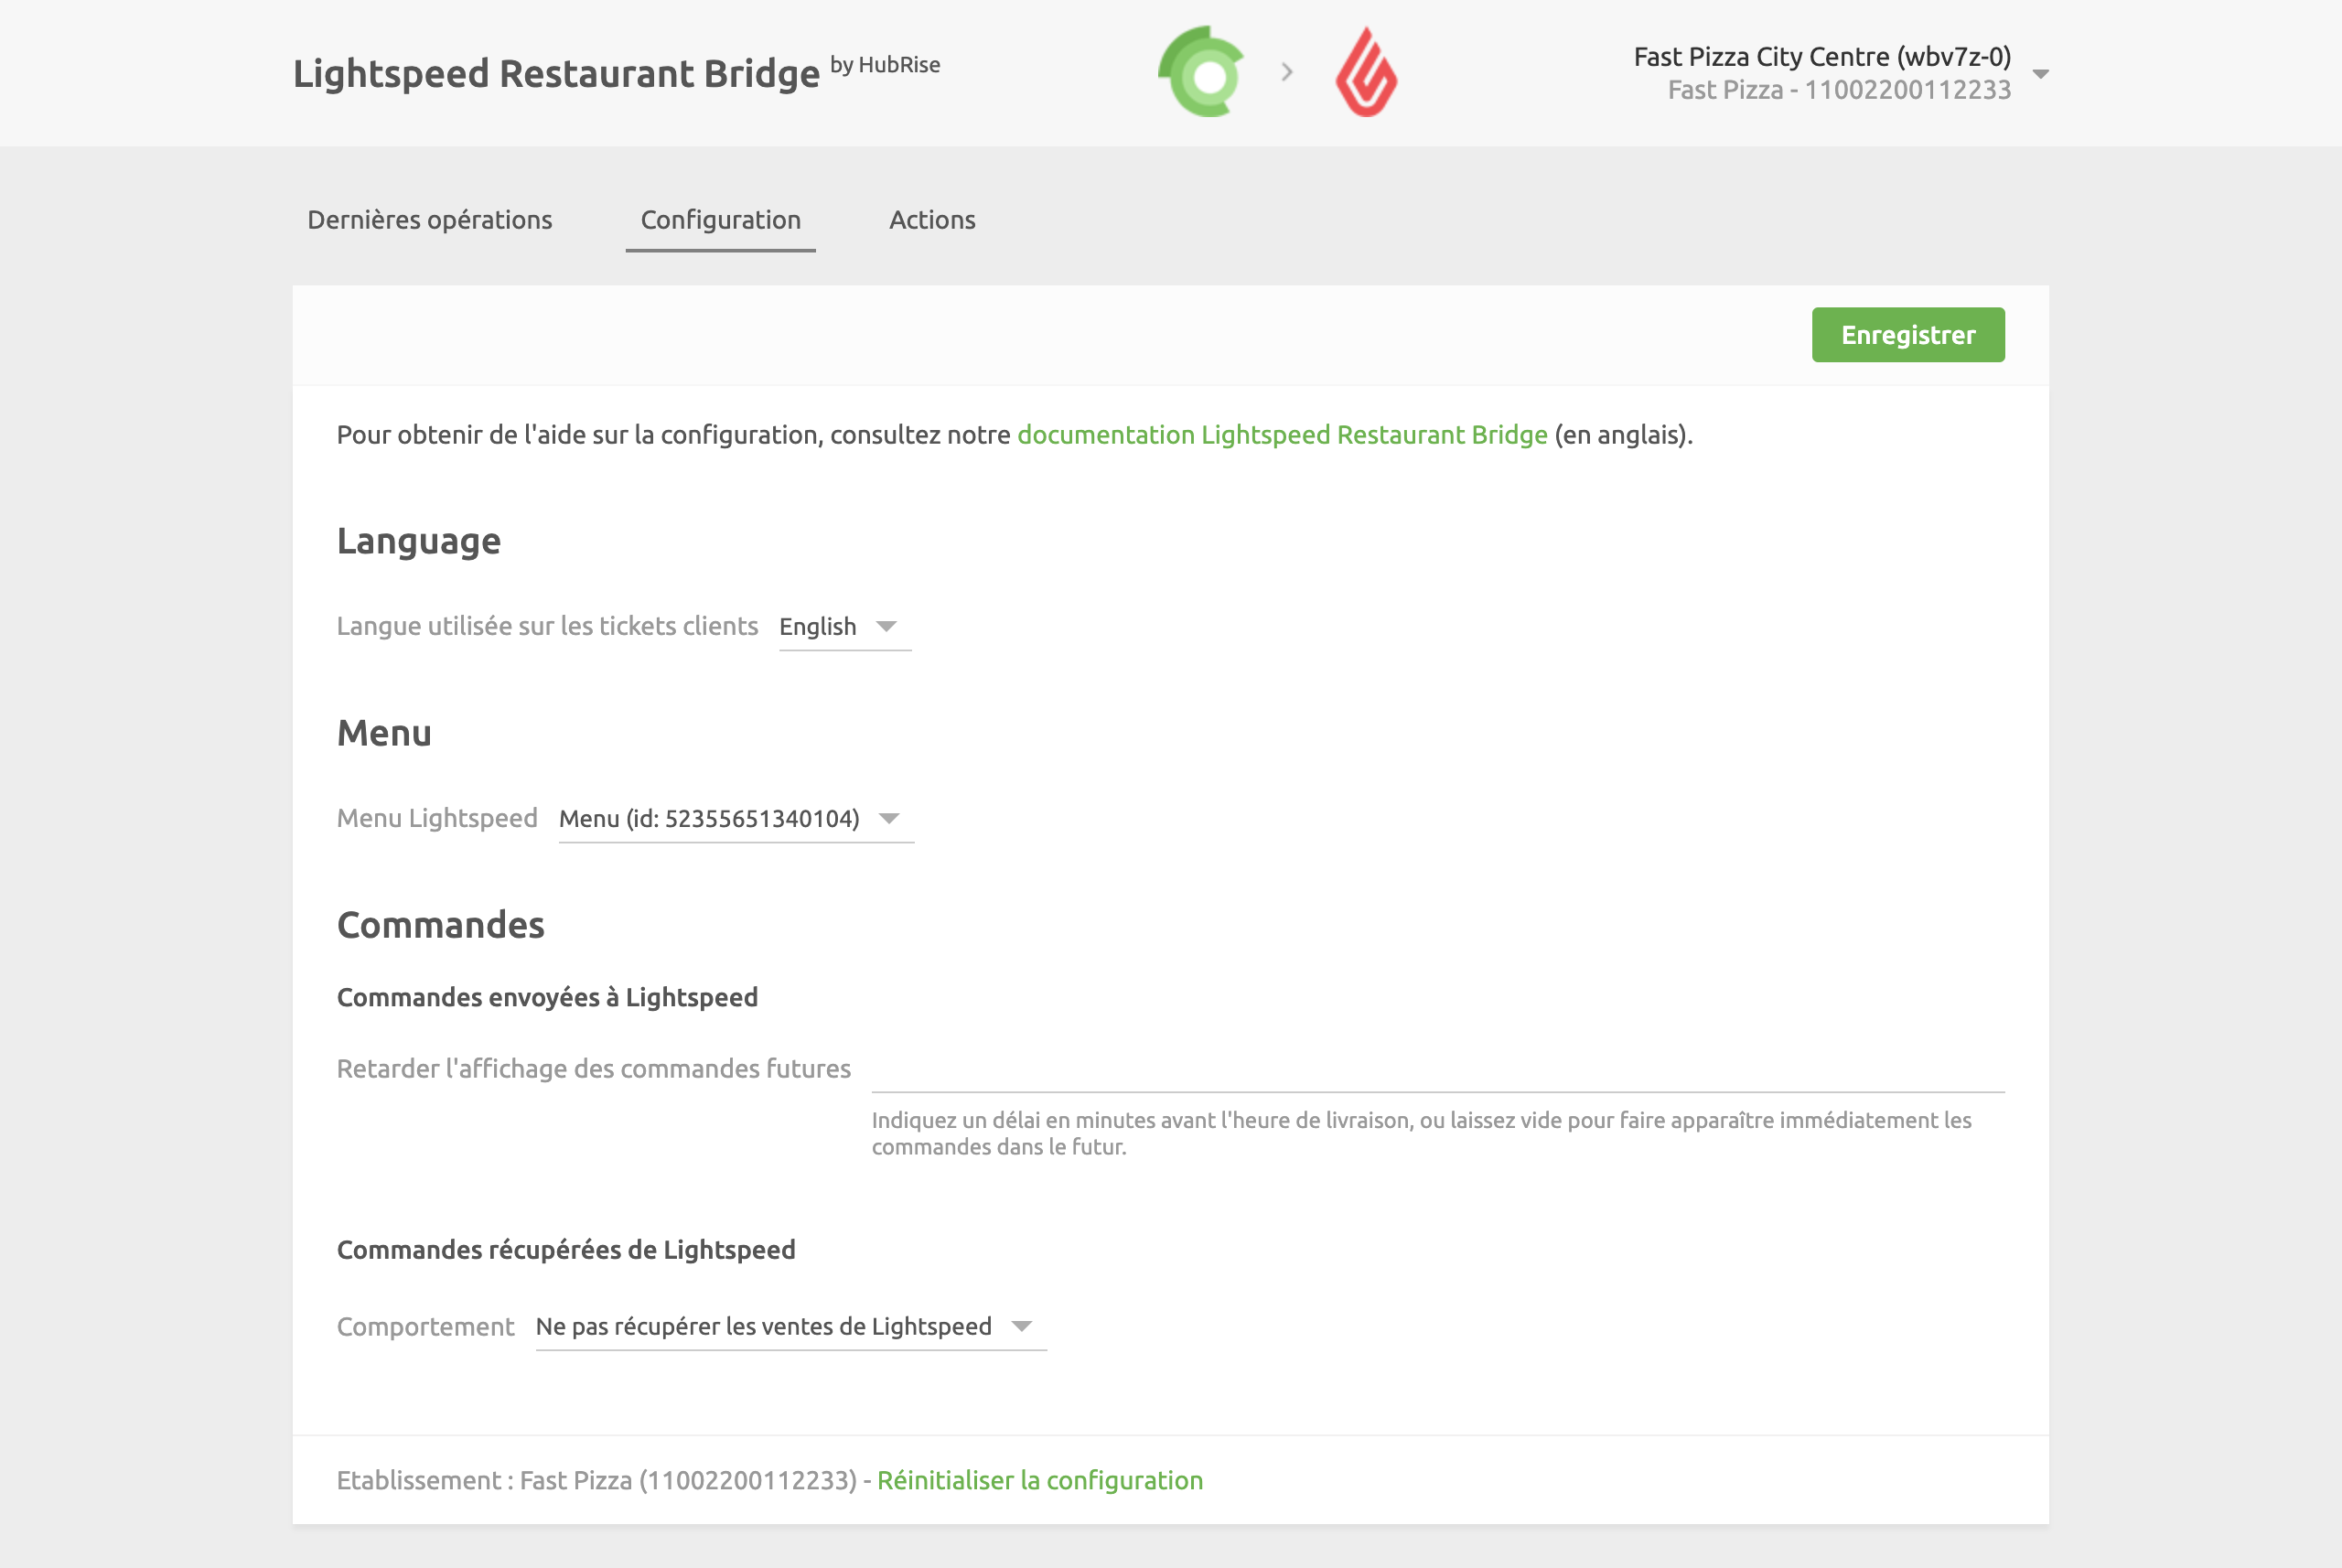 Lightspeed Restaurant Bridge by HubRise
Fast Pizza City Centre (wbv7z-0)
Fast Pizza - 11002200112233
Dernières opérations
Configuration
Actions
Enregistrer
Pour obtenir de l'aide sur la configuration, consultez notre documentation Lightspeed Restaurant Bridge (en anglais).
Language
Langue utilisée sur les tickets clients English
Menu
Menu Lightspeed Menu (id: 52355651340104)
Commandes
Commandes envoyées à Lightspeed
Retarder l'affichage des commandes futures
Indiquez un délai en minutes avant l'heure de livraison, ou laissez vide pour faire apparaître immédiatement les
commandes dans le futur.
Commandes récupérées de Lightspeed
Comportement Ne pas récupérer les ventes de Lightspeed
Etablissement : Fast Pizza (11002200112233) - Réinitialiser la configuration